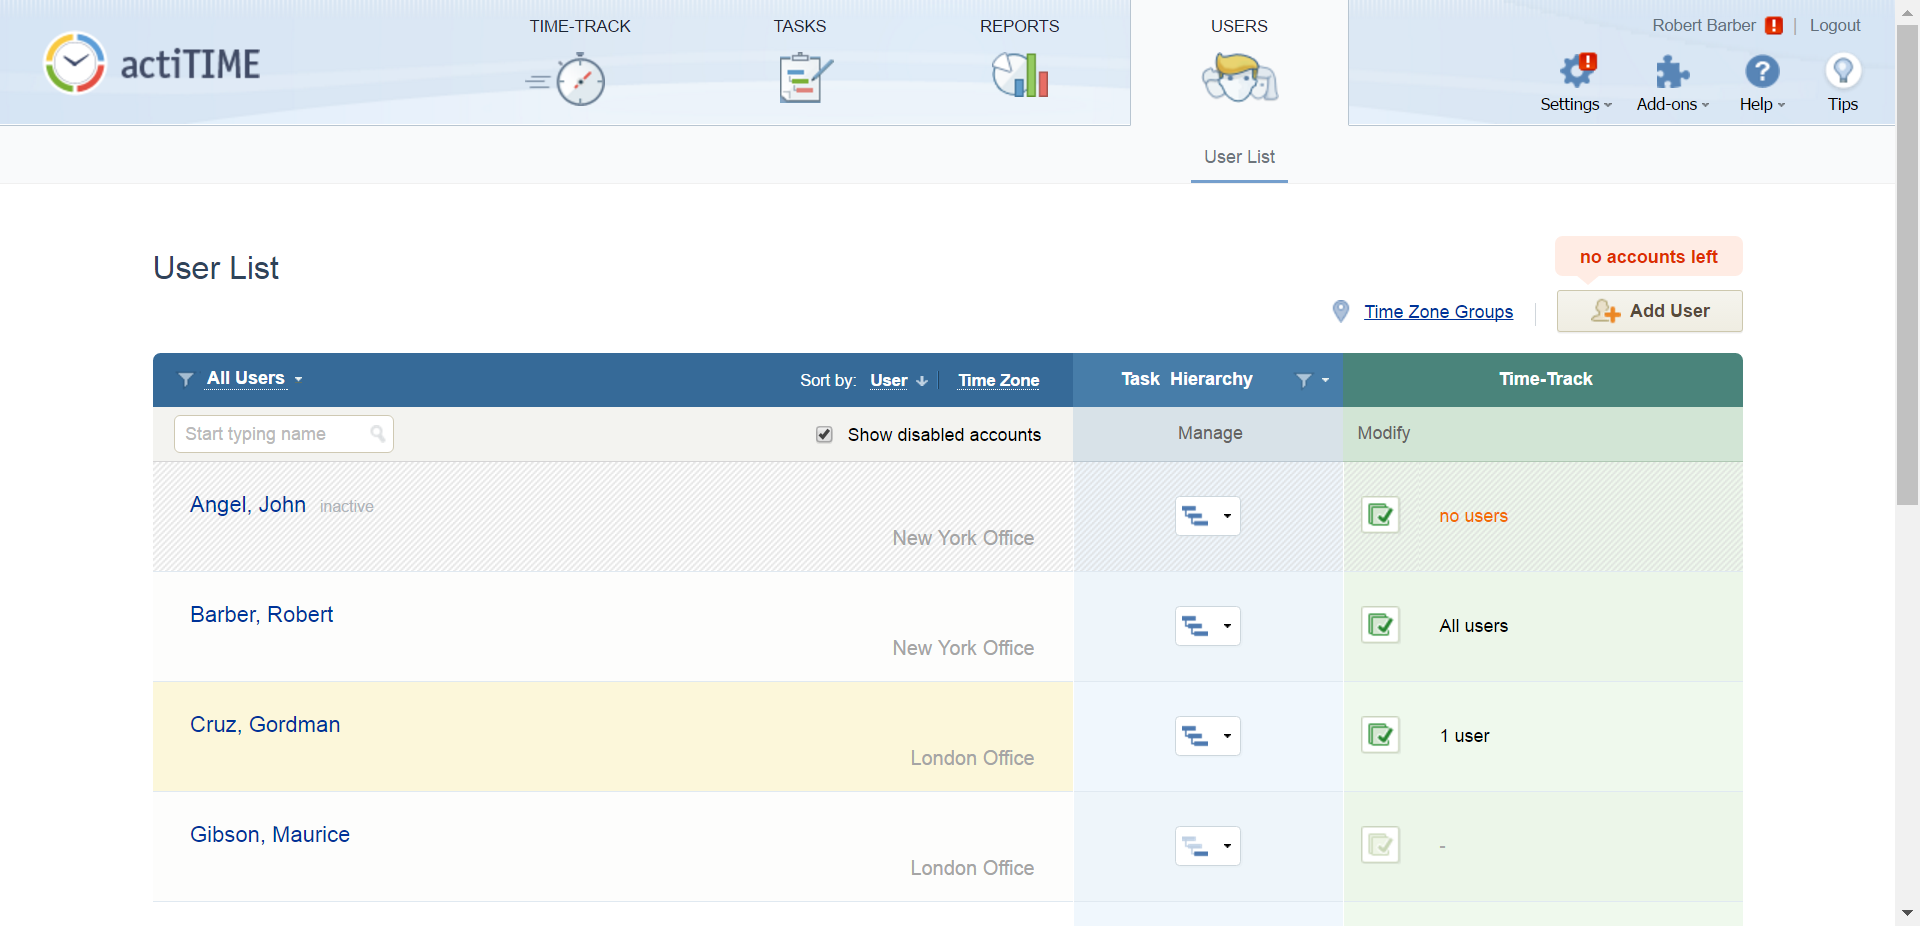 actiTIME
TIME-TRACK
TASKS
REPORTS
USERS
Robert Barber ! | Logout
!
Settings
Add-ons
?
Help
Tips
User List
User List
no accounts left
Time Zone Groups
Add User
All Users
Sort by: User
Time Zone
Task Hierarchy
Time-Track
Start typing name
Show disabled accounts
Manage
Modify
Angel, John inactive
New York Office
no users
Barber, Robert
New York Office
All users
Cruz, Gordman
London Office
1 user
Gibson, Maurice
London Office
-